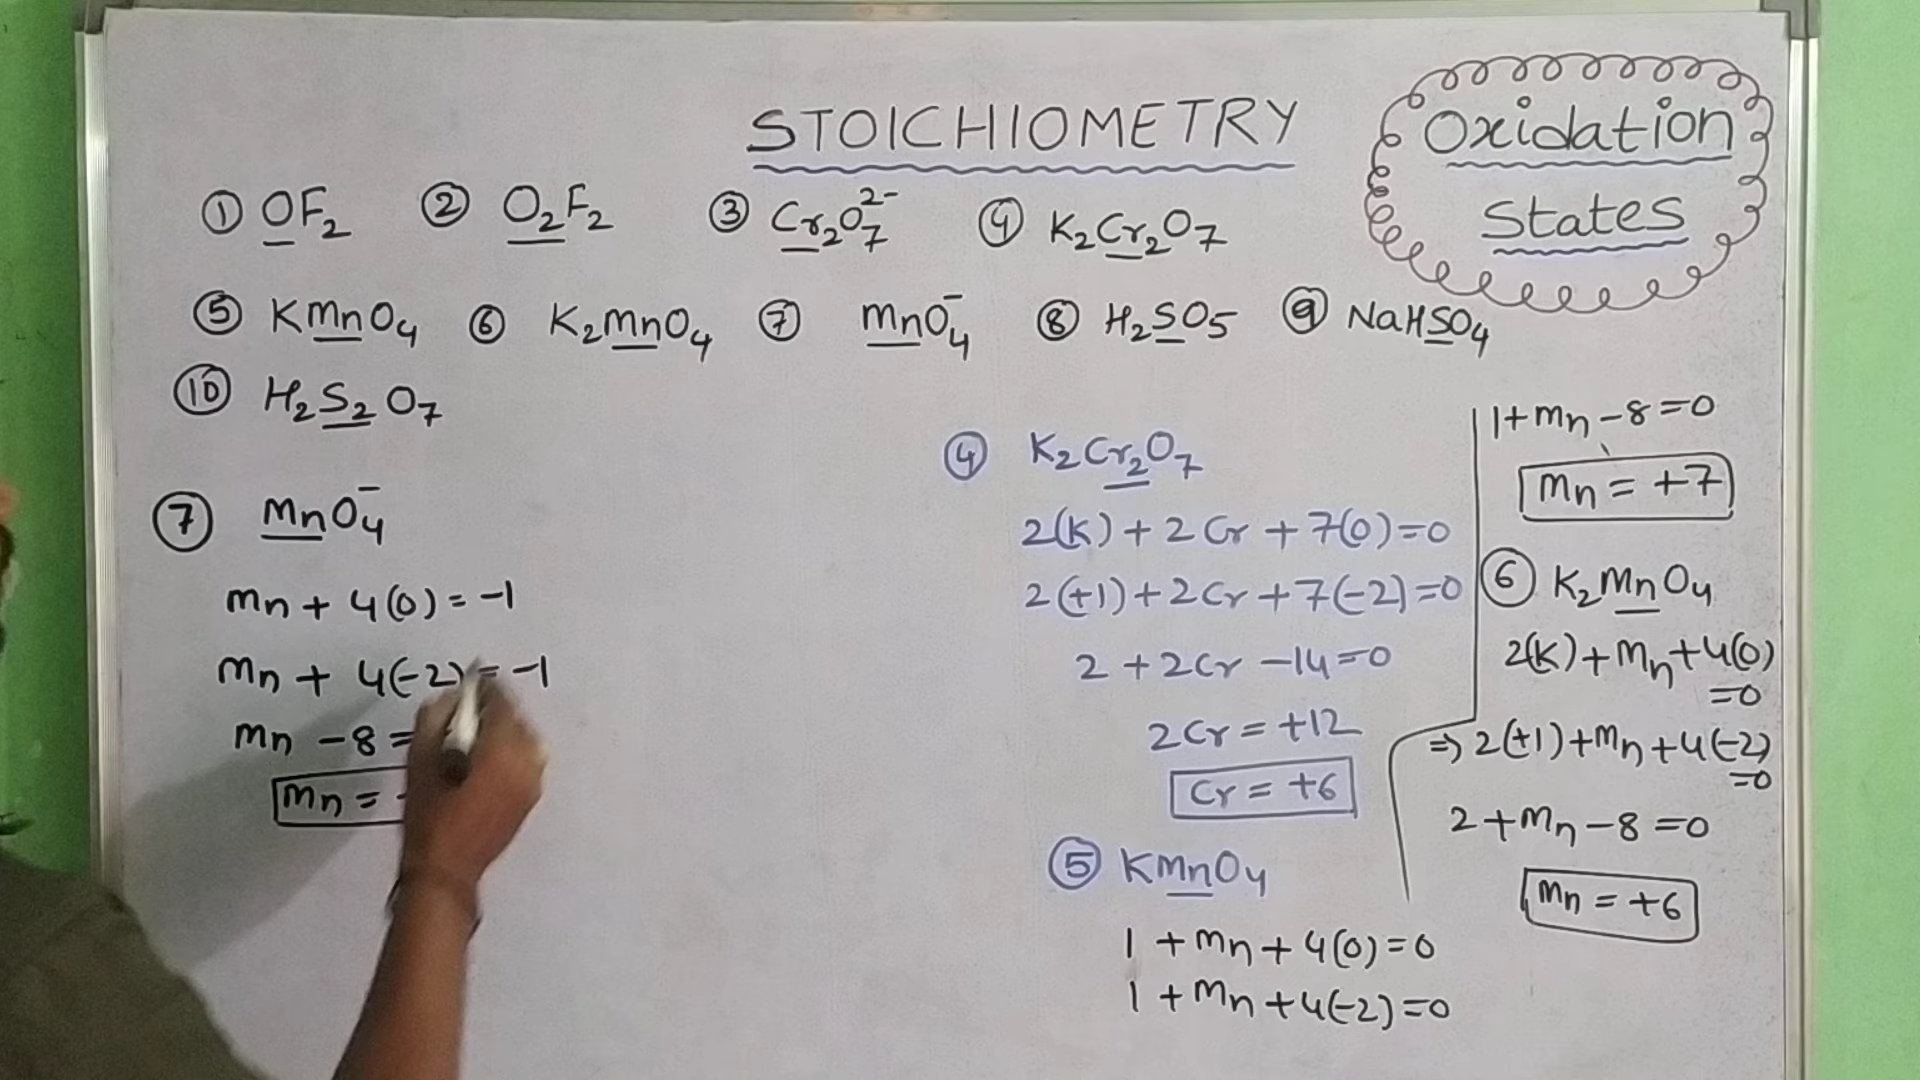 STOICHIOMETRY
Oxidation
States
① OF₂ ② O₂F₂ ③ Cr₂O₇²⁻ ④ K₂Cr₂O₇
⑤ KMnO₄ ⑥ K₂MnO₄ ⑦ MnO₄⁻ ⑧ H₂SO₅ ⑨ NaHSO₄
⑩ H₂S₂O₇
⑦ MnO₄⁻
Mn + 4(O) = -1
Mn + 4(-2) = -1
Mn - 8 =
Mn =
④ K₂Cr₂O₇
2(K) + 2Cr + 7(O) = 0
2(+1) + 2Cr + 7(-2) = 0
2 + 2Cr - 14 = 0
2Cr = +12
Cr = +6
⑤ KMnO₄
1 + Mn + 4(O) = 0
1 + Mn + 4(-2) = 0
1 + Mn - 8 = 0
Mn = +7
⑥ K₂MnO₄
2(K) + Mn + 4(O)
= 0
⇒ 2(+1) + Mn + 4(-2)
= 0
2 + Mn - 8 = 0
Mn = +6